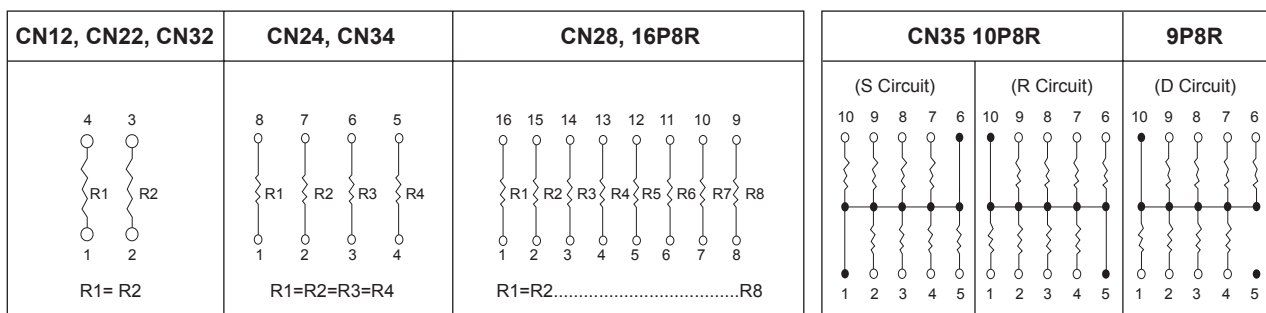 CN12, CN22, CN32
CN24, CN34
CN28, 16P8R
CN35 10P8R
9P8R
4 3
R1 R2
1 2
R1= R2
8 7 6 5
R1 R2 R3 R4
1 2 3 4
R1=R2=R3=R4
16 15 14 13 12 11 10 9
R1 R2 R3 R4 R5 R6 R7 R8
1 2 3 4 5 6 7 8
R1=R2.....................................R8
(S Circuit)
10 9 8 7 6
1 2 3 4 5
(R Circuit)
10 9 8 7 6
1 2 3 4 5
(D Circuit)
10 9 8 7 6
1 2 3 4 5